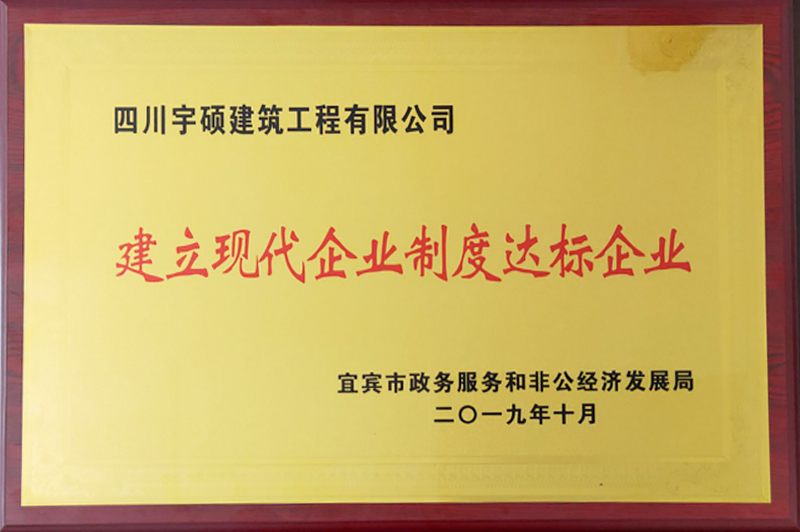 四川宇硕建筑工程有限公司
建立现代企业制度达标企业
宜宾市政务服务和非公经济发展局
二〇一九年十月